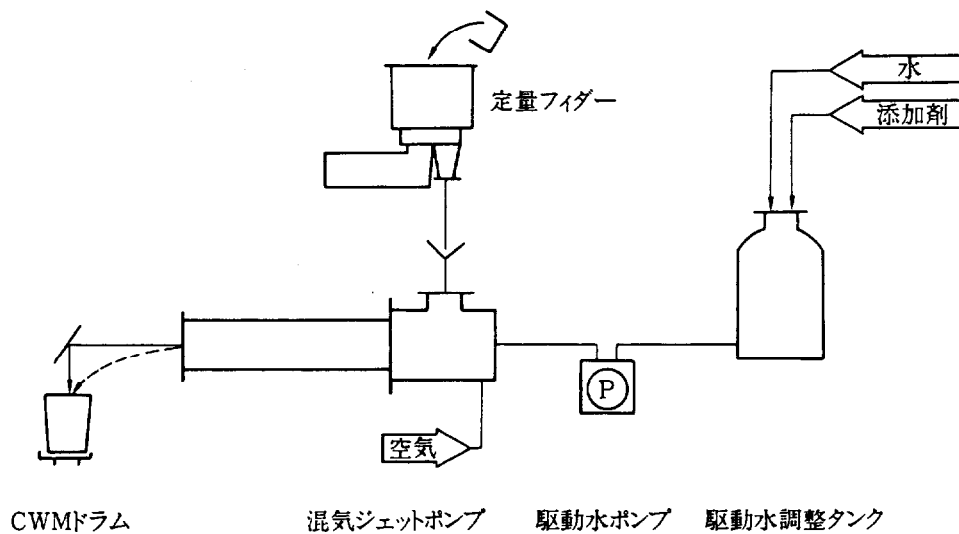 水
定量フィダー
添加剤
P
空気
CWMドラム
混気ジェットポンプ
駆動水ポンプ
駆動水調整タンク